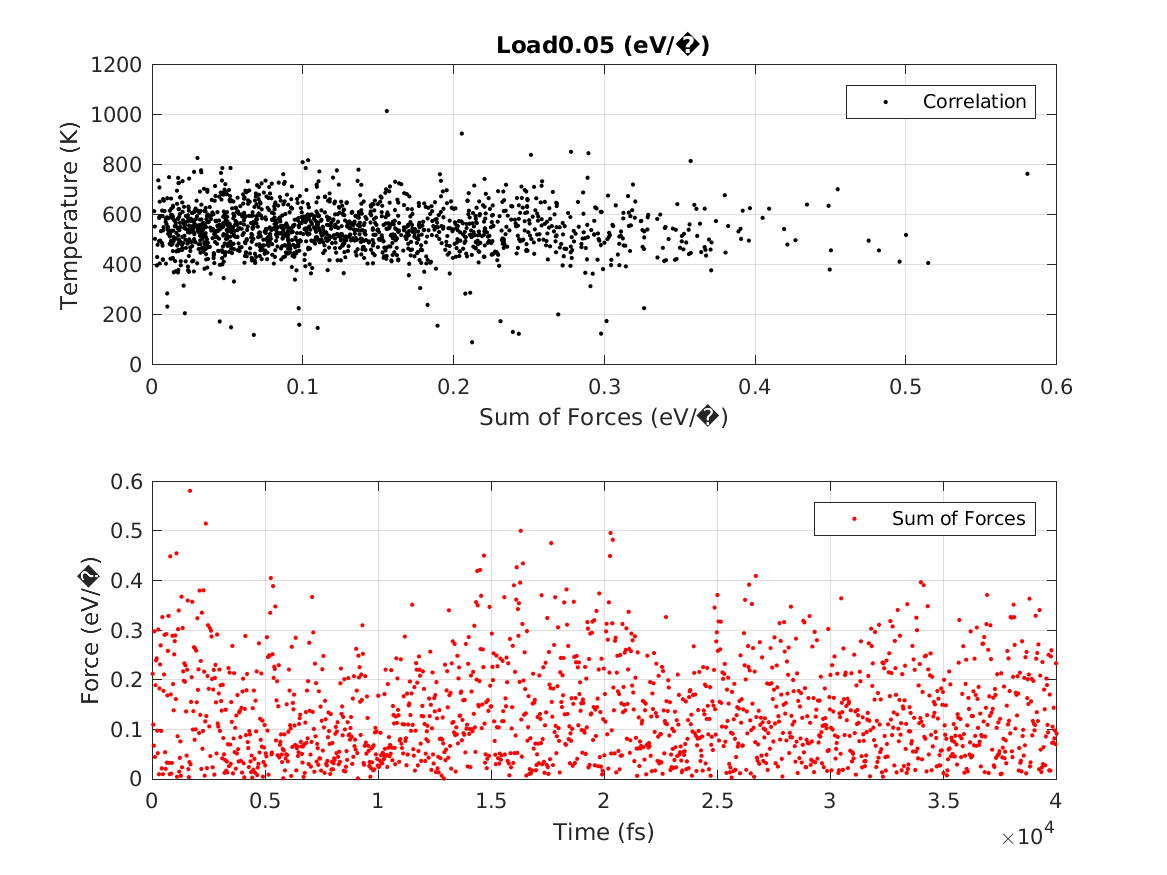 Load0.05 (eV/�)
1200
1000
800
600
400
200
0
Temperature (K)
Correlation
0 0.1 0.2 0.3 0.4 0.5 0.6
Sum of Forces (eV/�)
0.6
0.5
0.4
0.3
0.2
0.1
0
Force (eV/�)
Sum of Forces
0 0.5 1 1.5 2 2.5 3 3.5 4
Time (fs)
×10⁴